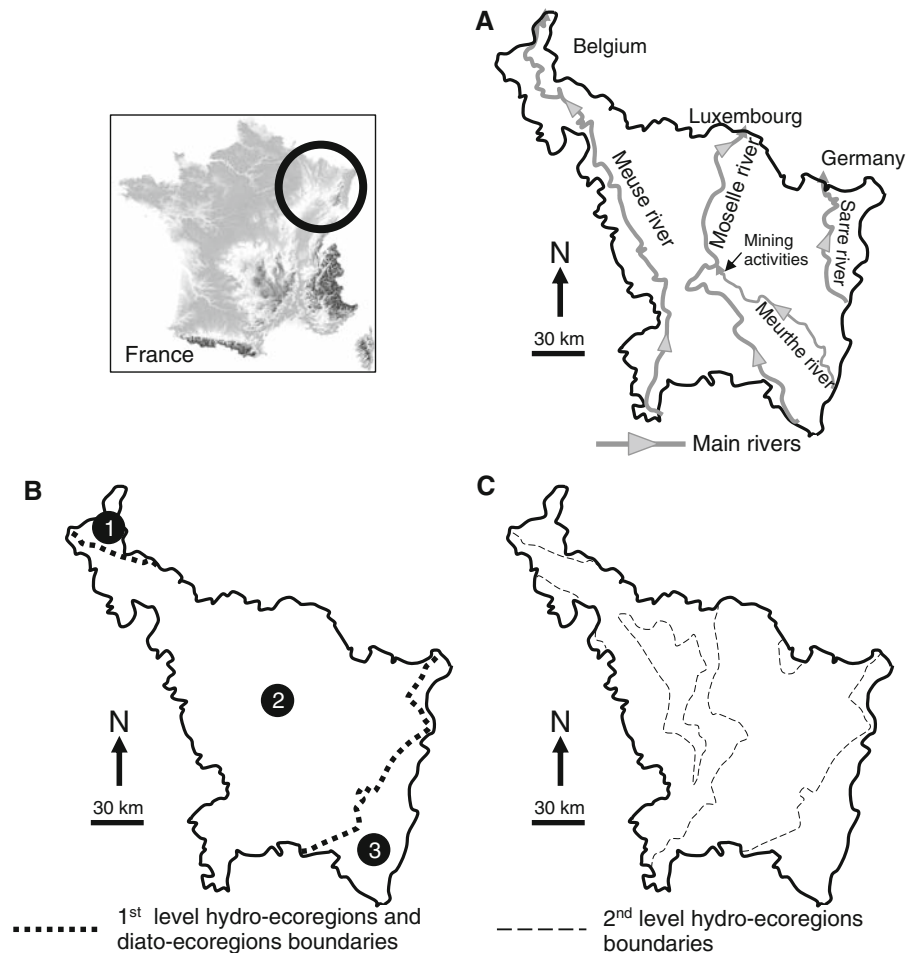 France
A
Belgium
Luxembourg
Germany
Meuse river
Moselle river
Sarre river
Mining
activities
Meurthe river
N
30 km
Main rivers
B
1
2
3
N
30 km
1st level hydro-ecoregions and
diato-ecoregions boundaries
C
N
30 km
2nd level hydro-ecoregions
boundaries